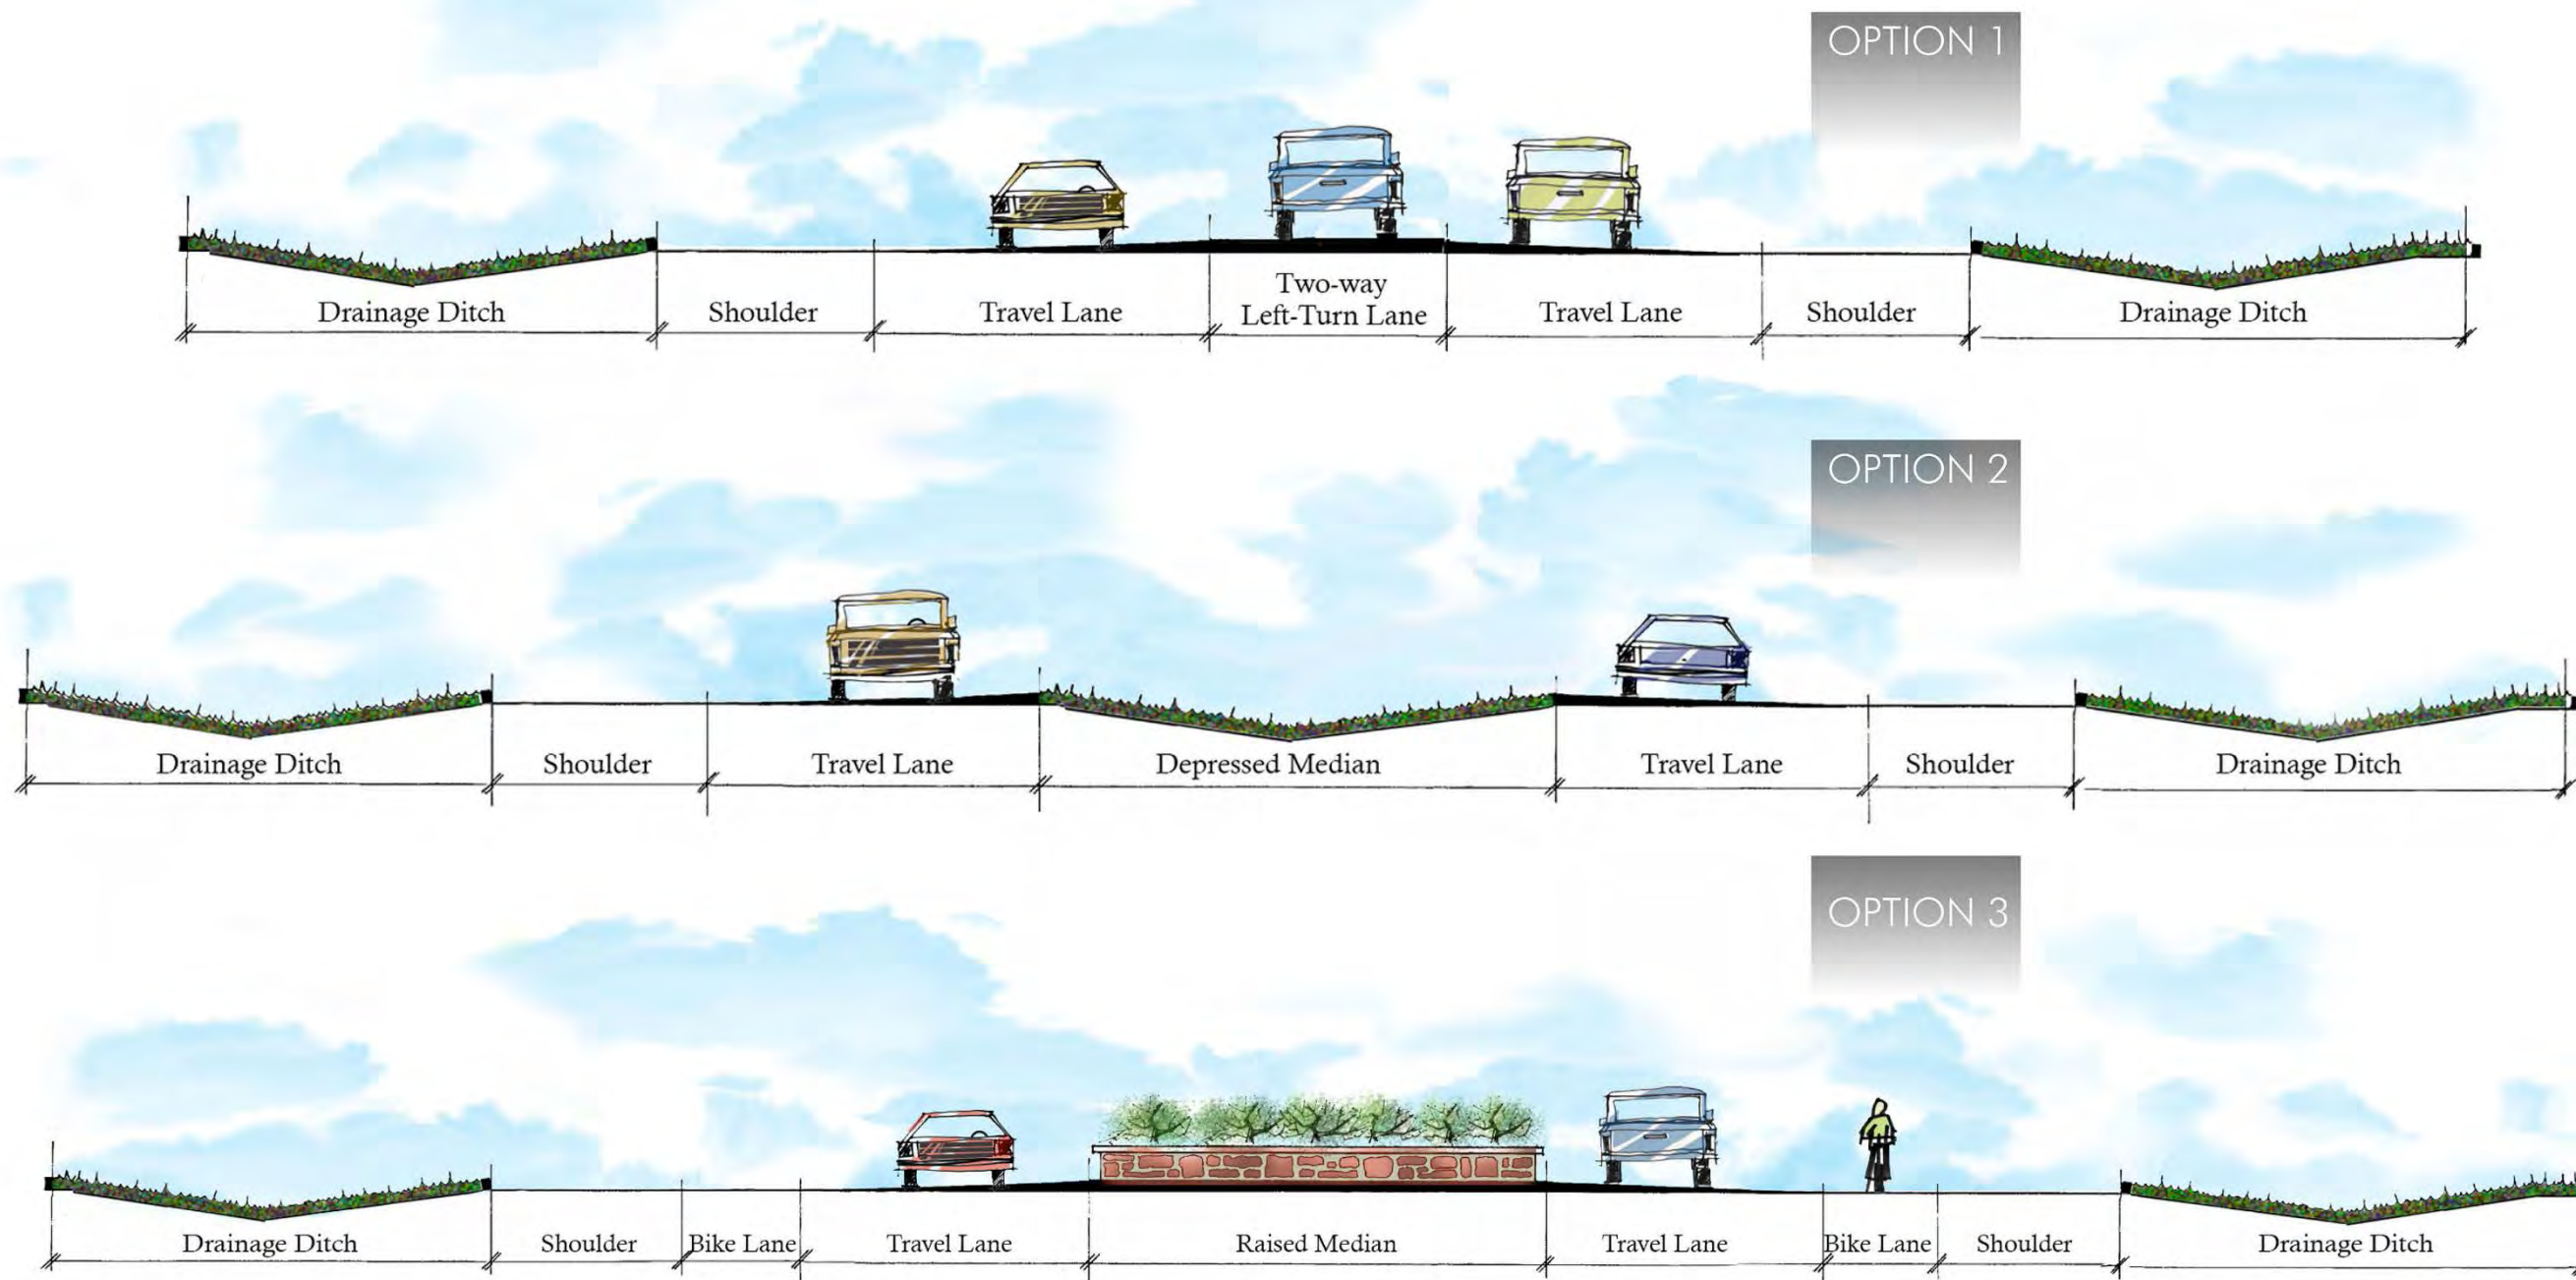 OPTION 1
Drainage Ditch
Shoulder
Travel Lane
Two-way
Left-Turn Lane
Travel Lane
Shoulder
Drainage Ditch
OPTION 2
Drainage Ditch
Shoulder
Travel Lane
Depressed Median
Travel Lane
Shoulder
Drainage Ditch
OPTION 3
Drainage Ditch
Shoulder
Bike Lane
Travel Lane
Raised Median
Travel Lane
Bike Lane
Shoulder
Drainage Ditch